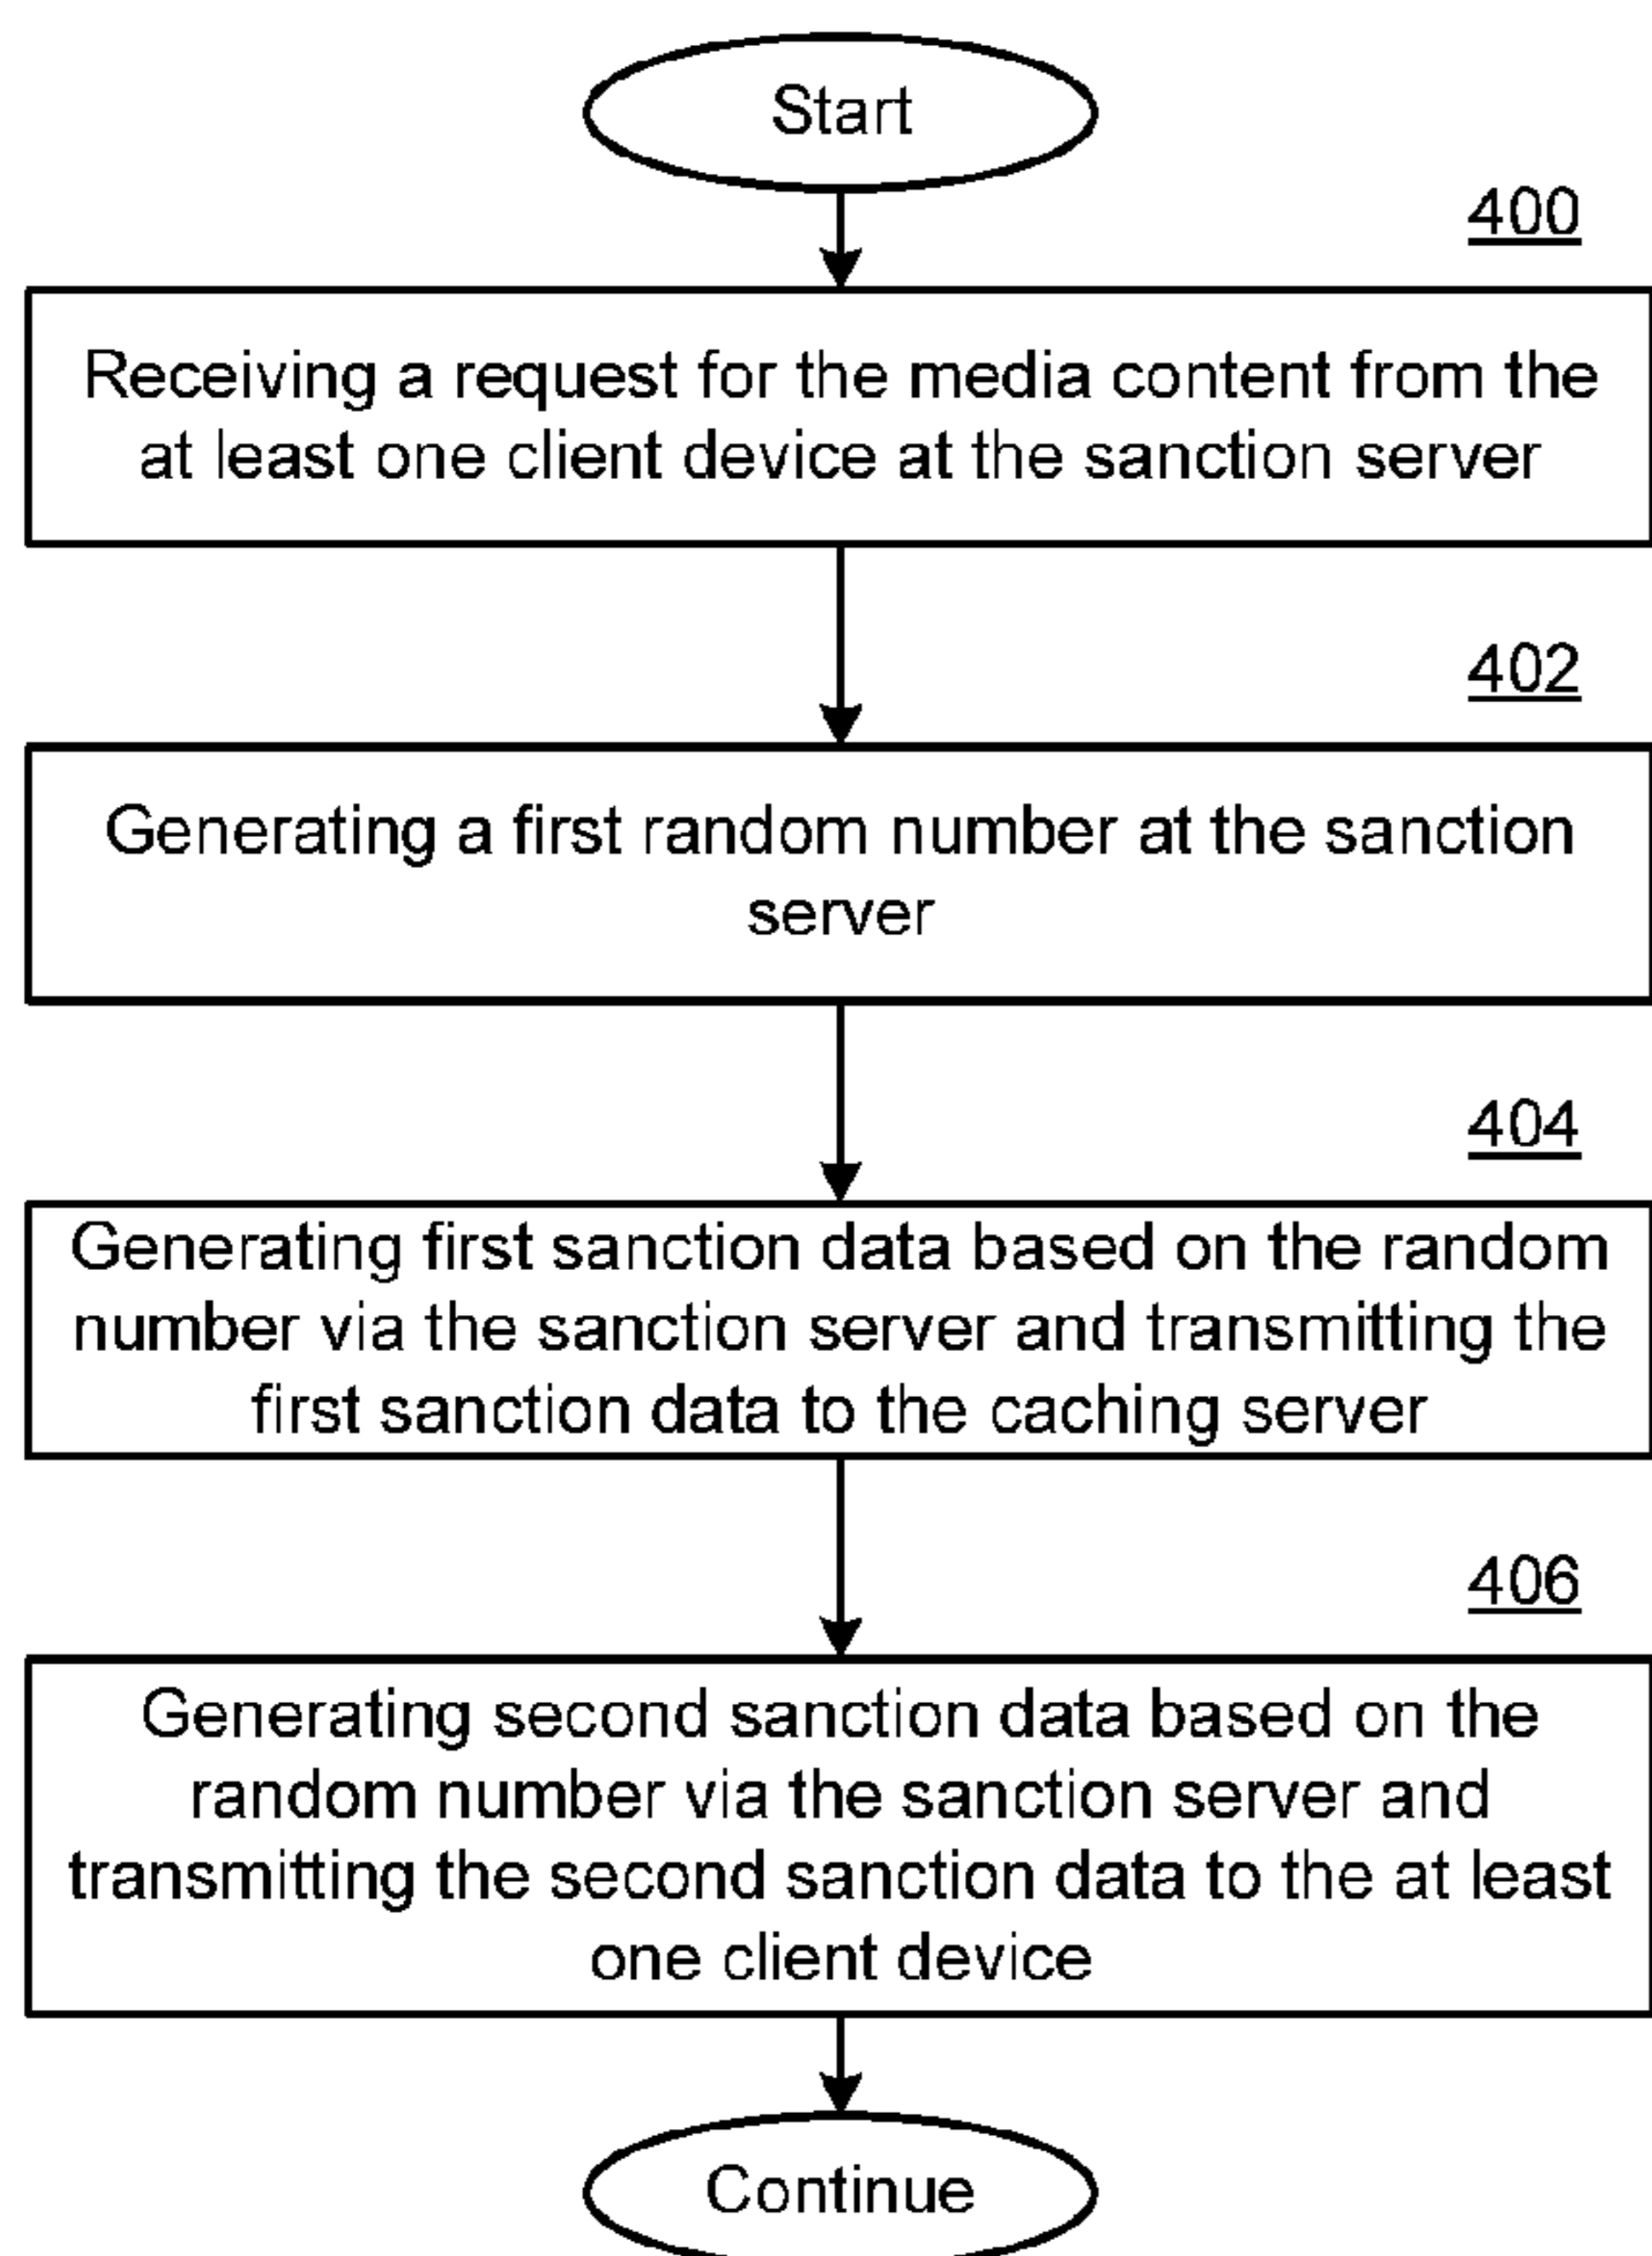 Start
400
Receiving a request for the media content from the
at least one client device at the sanction server
402
Generating a first random number at the sanction
server
404
Generating first sanction data based on the random
number via the sanction server and transmitting the
first sanction data to the caching server
406
Generating second sanction data based on the
random number via the sanction server and
transmitting the second sanction data to the at least
one client device
Continue